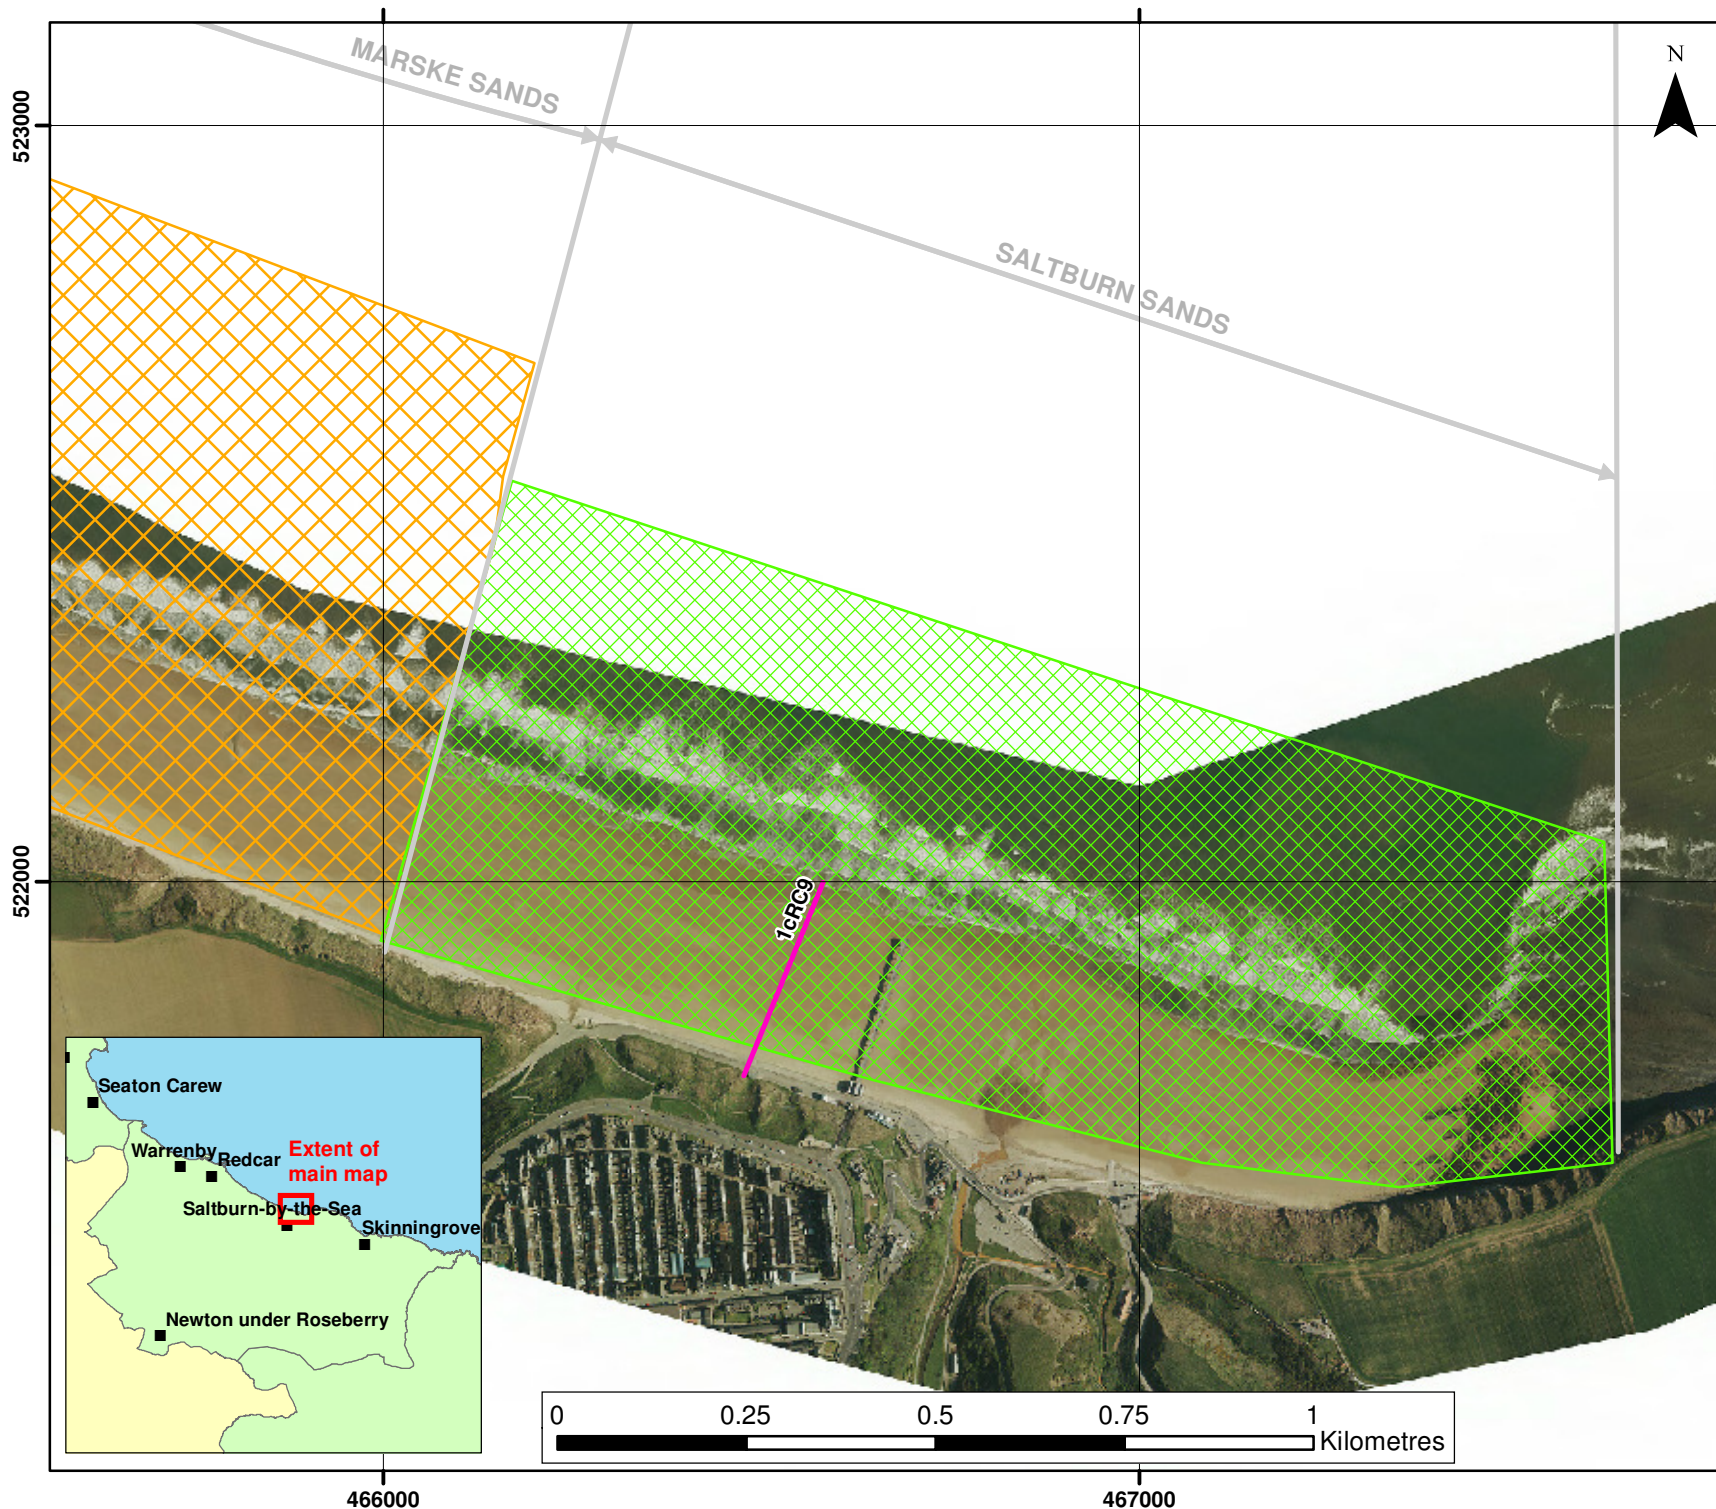 MARSKE SANDS
N
523000
SALTBURN SANDS
522000
1cRC9
Seaton Carew
Warrenby
Redcar
Extent of
main map
Saltburn-by-the-Sea
Skinningrove
Newton under Roseberry
0 0.25 0.5 0.75 1
Kilometres
466000 467000